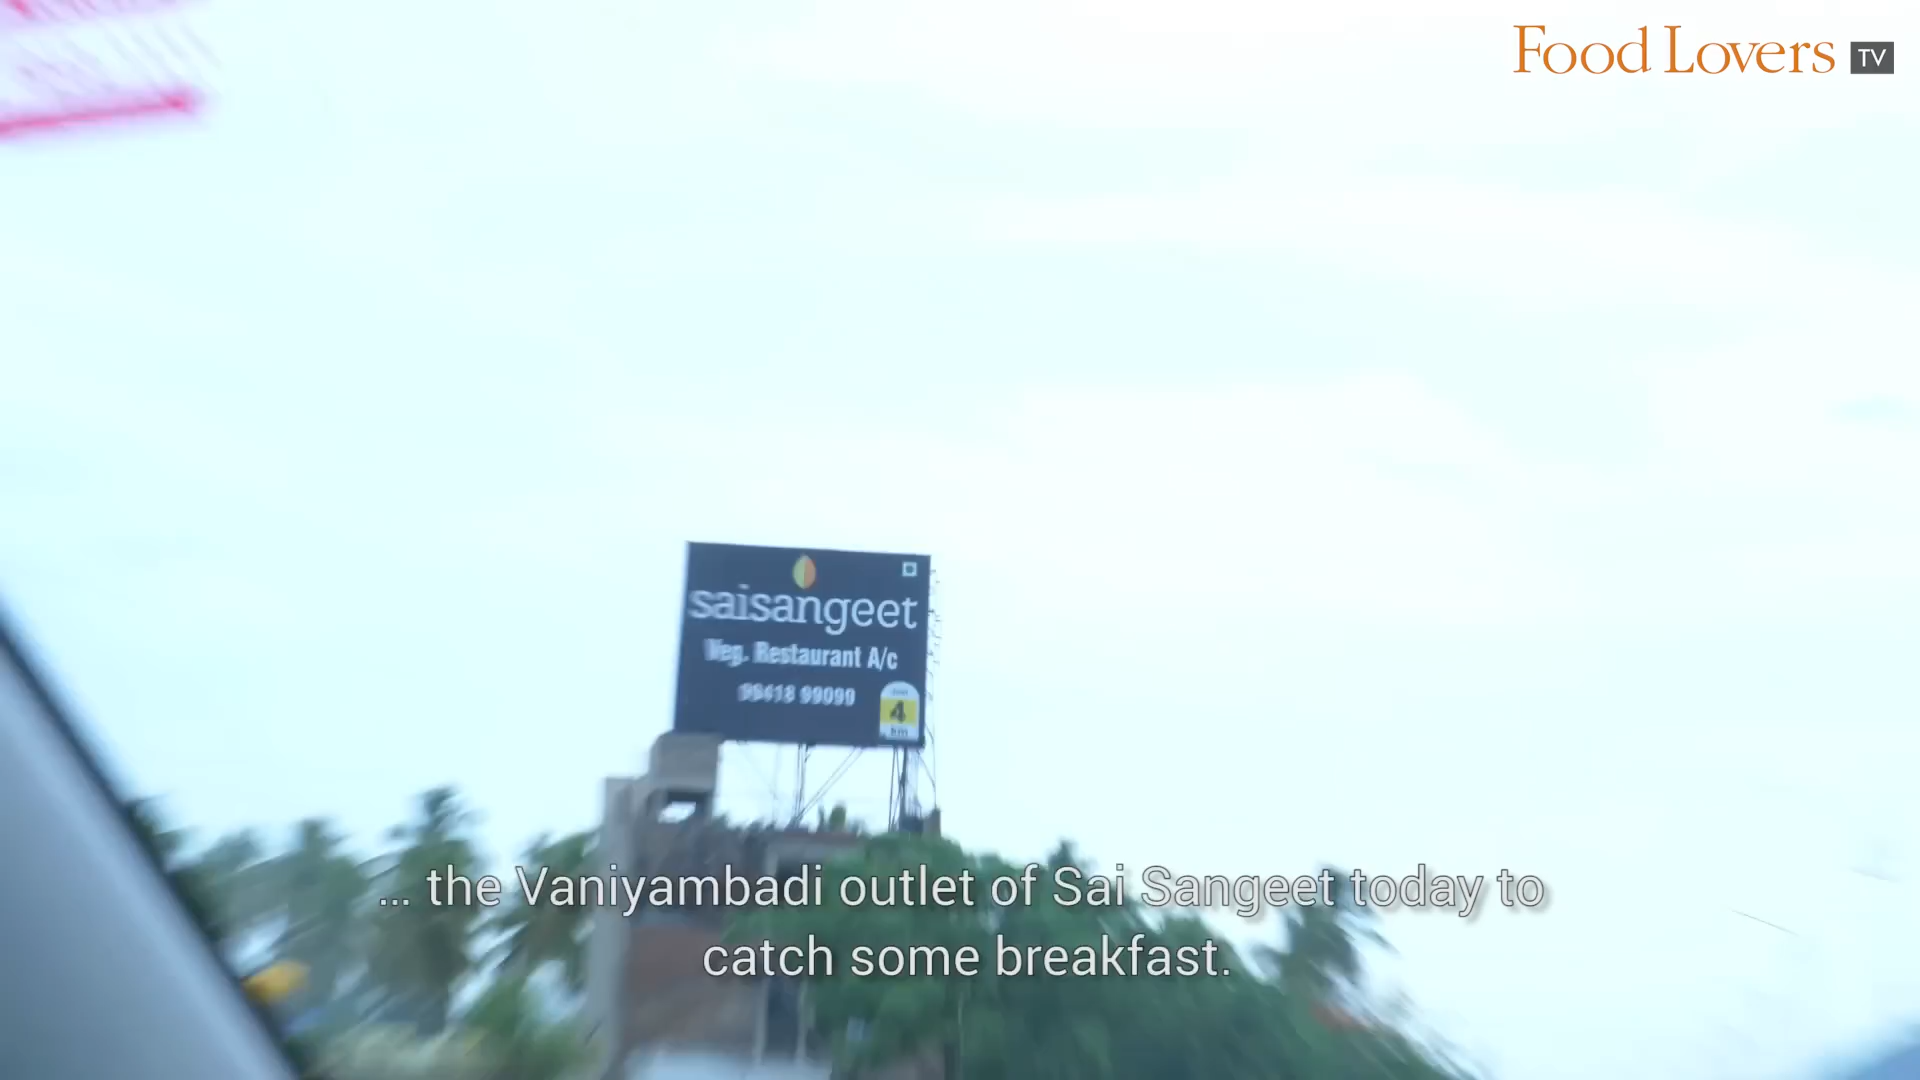 Food Lovers TV
saisangeet
Veg. Restaurant A/c
99099
4
km
... the Vaniyambadi outlet of Sai Sangeet today to
catch some breakfast.